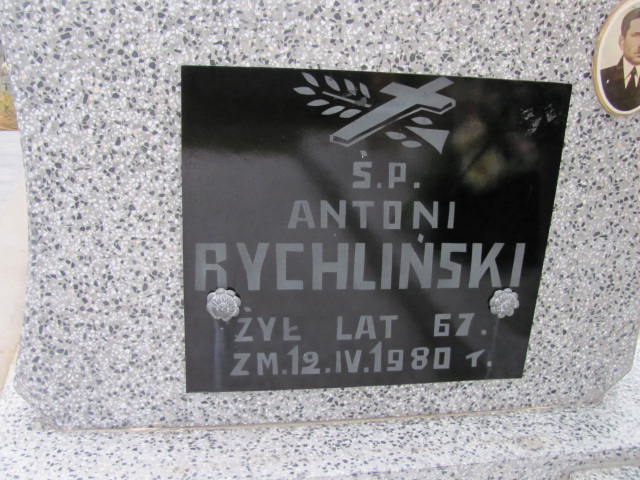 Ś.P.
ANTONI
RYCHLIŃSKI
ŻYŁ LAT 67.
ZM.12.IV.1980 r.